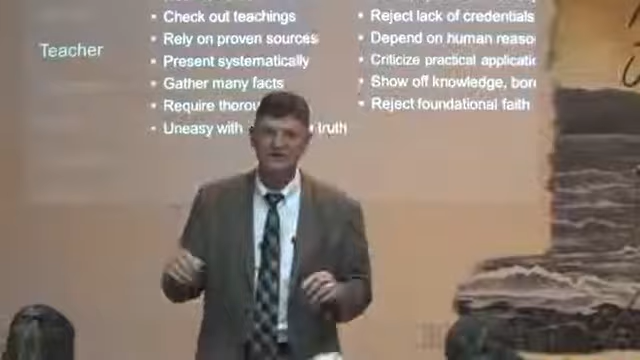 Check out teachings
• Reject lack of credentials
• Rely on proven sources
• Depend on human reaso
Teacher
• Present systematically
• Criticize practical applicatio
• Gather many facts
• Show off knowledge, bore
• Require thorou
• Reject foundational faith
• Uneasy with truth